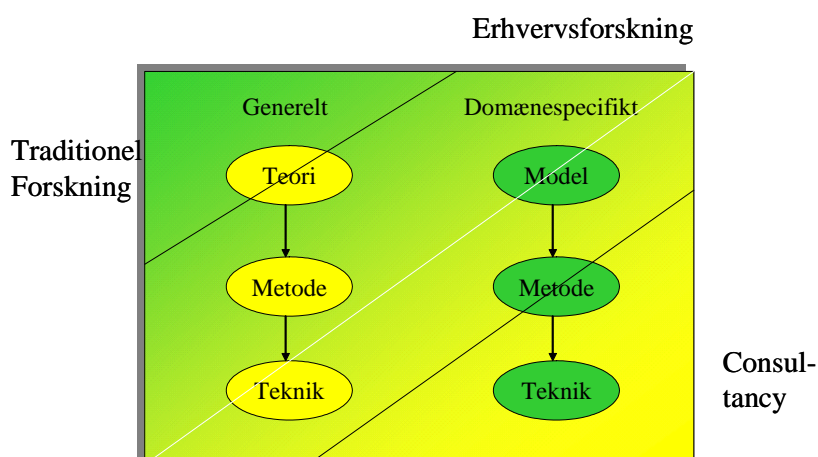 Erhvervsforskning
Generelt
Domænespecifikt
Traditionel
Forskning
Teori
Model
Metode
Metode
Teknik
Teknik
Consul-
tancy